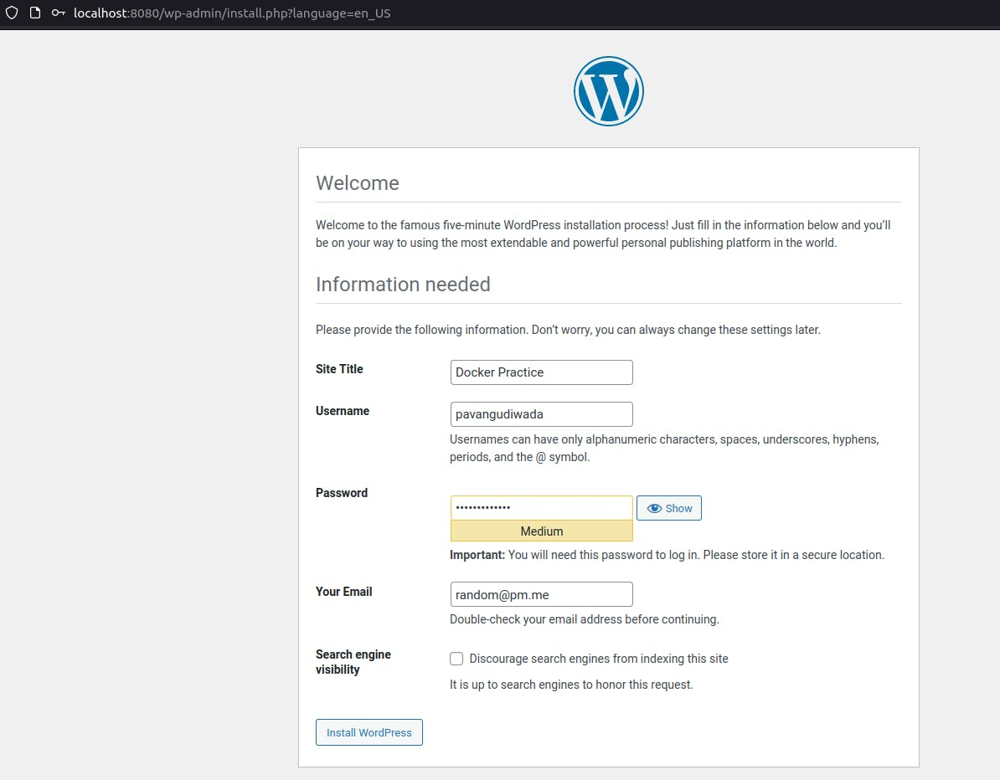 localhost:8080/wp-admin/install.php?language=en_US
Welcome
Welcome to the famous five-minute WordPress installation process! Just fill in the information below and you’ll
be on your way to using the most extendable and powerful personal publishing platform in the world.
Information needed
Please provide the following information. Don’t worry, you can always change these settings later.
Site Title
Docker Practice
Username
pavangudiwada
Usernames can have only alphanumeric characters, spaces, underscores, hyphens,
periods, and the @ symbol.
Password
•••••••••••••
Show
Medium
Important: You will need this password to log in. Please store it in a secure location.
Your Email
random@pm.me
Double-check your email address before continuing.
Search engine
visibility
Discourage search engines from indexing this site
It is up to search engines to honor this request.
Install WordPress